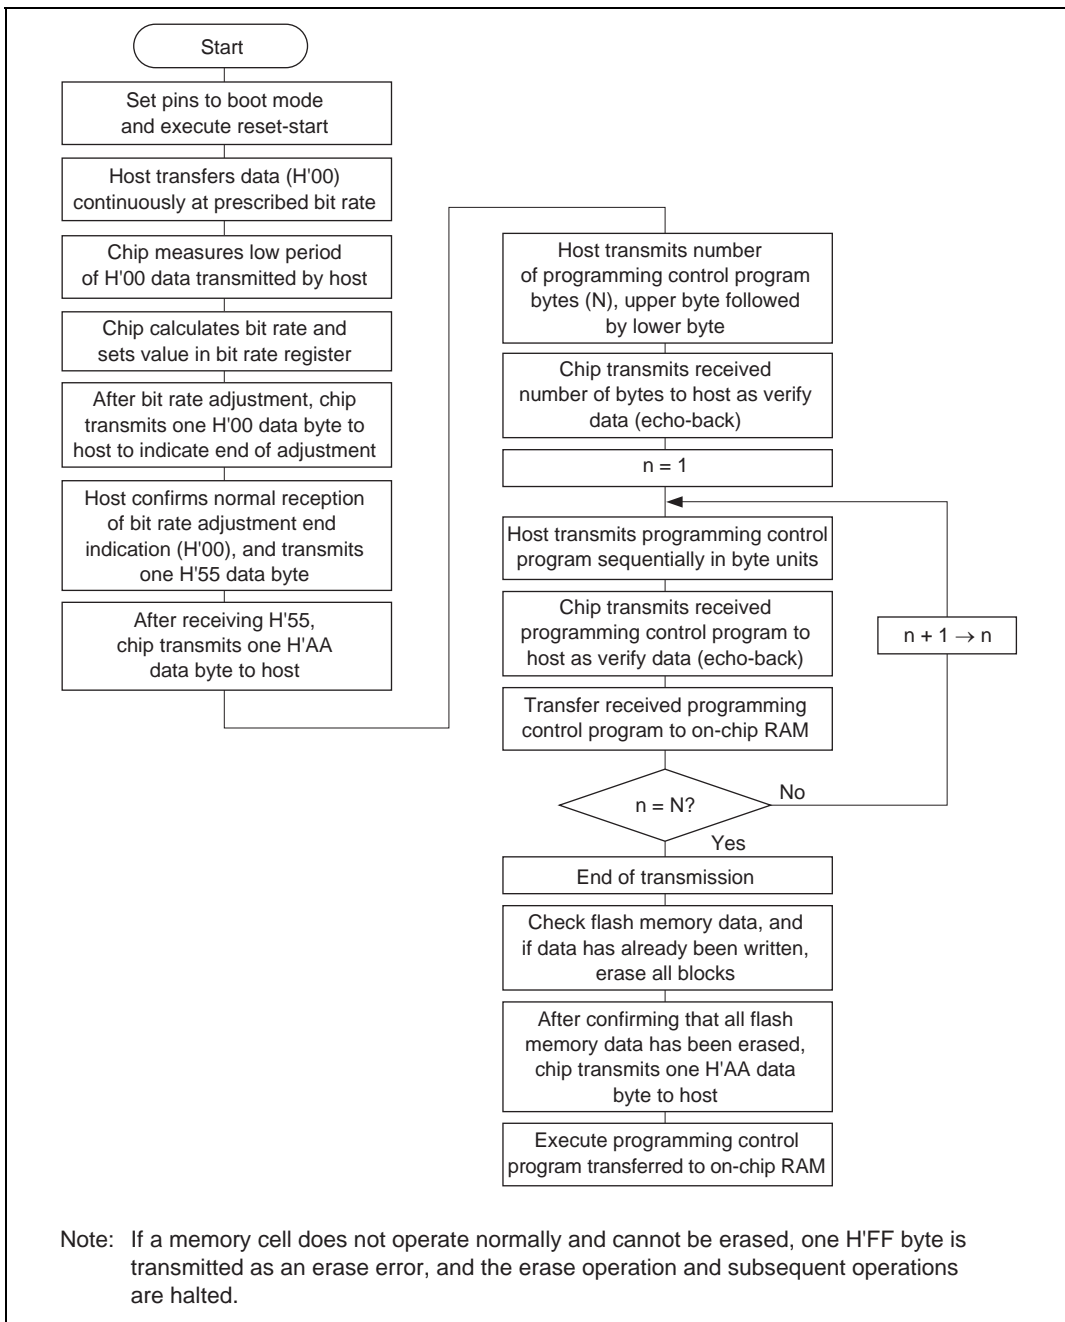 Start
Set pins to boot mode
and execute reset-start
Host transfers data (H'00)
continuously at prescribed bit rate
Chip measures low period
of H'00 data transmitted by host
Chip calculates bit rate and
sets value in bit rate register
After bit rate adjustment, chip
transmits one H'00 data byte to
host to indicate end of adjustment
Host confirms normal reception
of bit rate adjustment end
indication (H'00), and transmits
one H'55 data byte
After receiving H'55,
chip transmits one H'AA
data byte to host
Host transmits number
of programming control program
bytes (N), upper byte followed
by lower byte
Chip transmits received
number of bytes to host as verify
data (echo-back)
n = 1
Host transmits programming control
program sequentially in byte units
Chip transmits received
programming control program to
host as verify data (echo-back)
n + 1 → n
Transfer received programming
control program to on-chip RAM
n = N?
No
Yes
End of transmission
Check flash memory data, and
if data has already been written,
erase all blocks
After confirming that all flash
memory data has been erased,
chip transmits one H'AA data
byte to host
Execute programming control
program transferred to on-chip RAM
Note: If a memory cell does not operate normally and cannot be erased, one H'FF byte is
transmitted as an erase error, and the erase operation and subsequent operations
are halted.